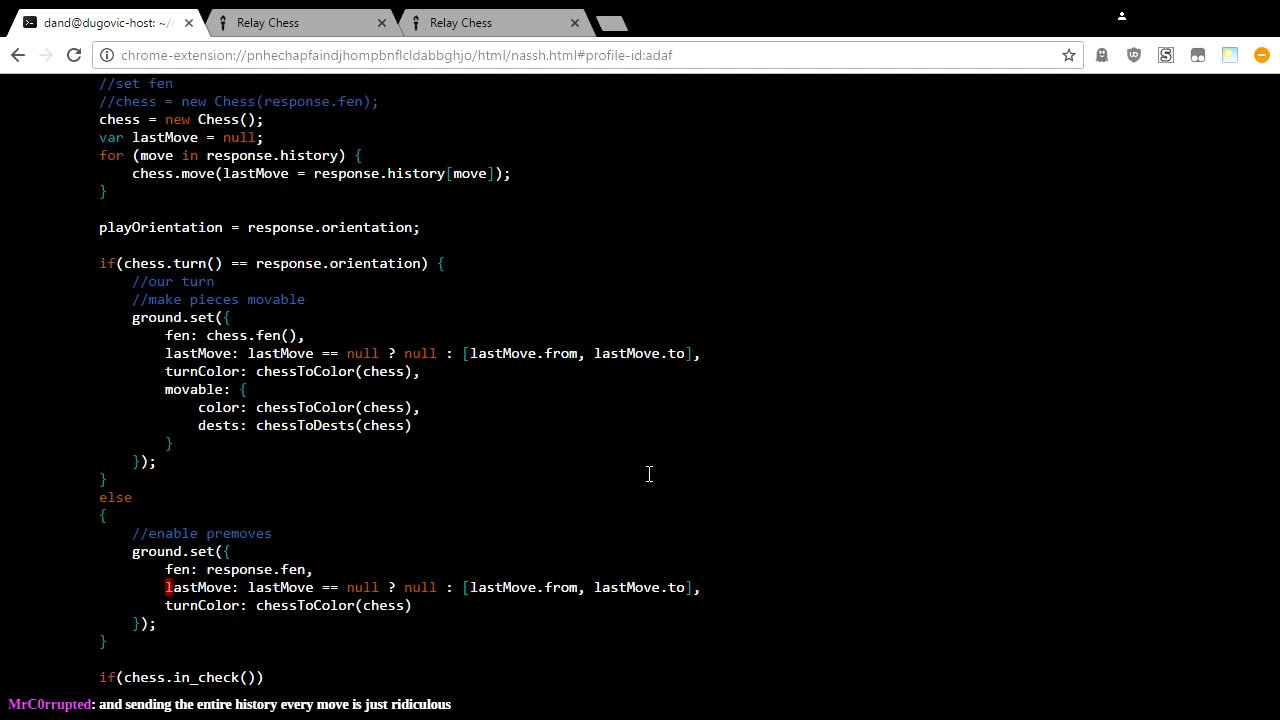 dand@dugovic-host: ~/
Relay Chess
Relay Chess
chrome-extension://pnhechapfaindjhompbnflcldabbghjo/html/nassh.html#profile-id:adaf
//set fen
//chess = new Chess(response.fen);
chess = new Chess();
var lastMove = null;
for (move in response.history) {
chess.move(lastMove = response.history[move]);
}
playOrientation = response.orientation;
if(chess.turn() == response.orientation) {
//our turn
//make pieces movable
ground.set({
fen: chess.fen(),
lastMove: lastMove == null ? null : [lastMove.from, lastMove.to],
turnColor: chessToColor(chess),
movable: {
color: chessToColor(chess),
dests: chessToDests(chess)
}
});
}
else
{
//enable premoves
ground.set({
fen: response.fen,
lastMove: lastMove == null ? null : [lastMove.from, lastMove.to],
turnColor: chessToColor(chess)
});
}
if(chess.in_check())
MrC0rrupted: and sending the entire history every move is just ridiculous